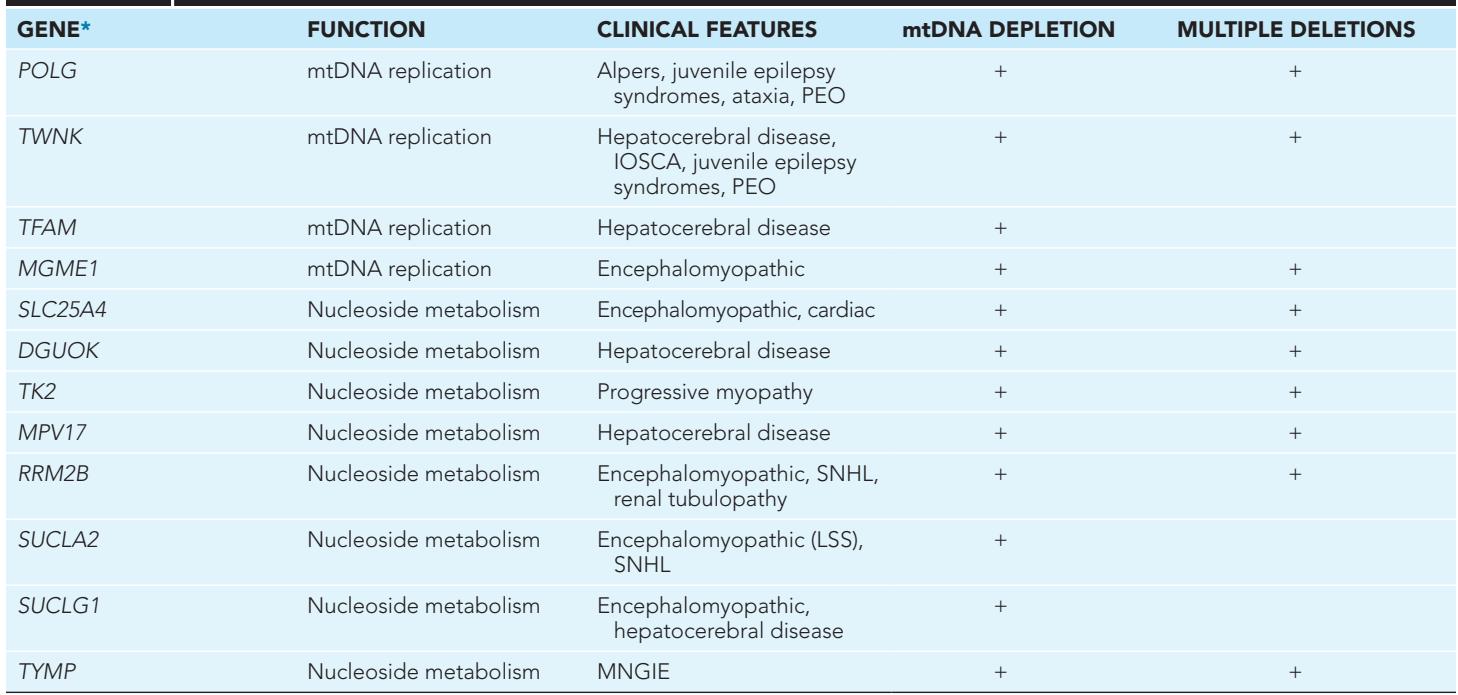 GENE* FUNCTION CLINICAL FEATURES mtDNA DEPLETION MULTIPLE DELETIONS
POLG mtDNA replication Alpers, juvenile epilepsy + +
syndromes, ataxia, PEO
TWNK mtDNA replication Hepatocerebral disease, + +
IOSCA, juvenile epilepsy
syndromes, PEO
TFAM mtDNA replication Hepatocerebral disease +
MGME1 mtDNA replication Encephalomyopathic + +
SLC25A4 Nucleoside metabolism Encephalomyopathic, cardiac + +
DGUOK Nucleoside metabolism Hepatocerebral disease + +
TK2 Nucleoside metabolism Progressive myopathy + +
MPV17 Nucleoside metabolism Hepatocerebral disease + +
RRM2B Nucleoside metabolism Encephalomyopathic, SNHL, + +
renal tubulopathy
SUCLA2 Nucleoside metabolism Encephalomyopathic (LSS), +
SNHL
SUCLG1 Nucleoside metabolism Encephalomyopathic, +
hepatocerebral disease
TYMP Nucleoside metabolism MNGIE + +